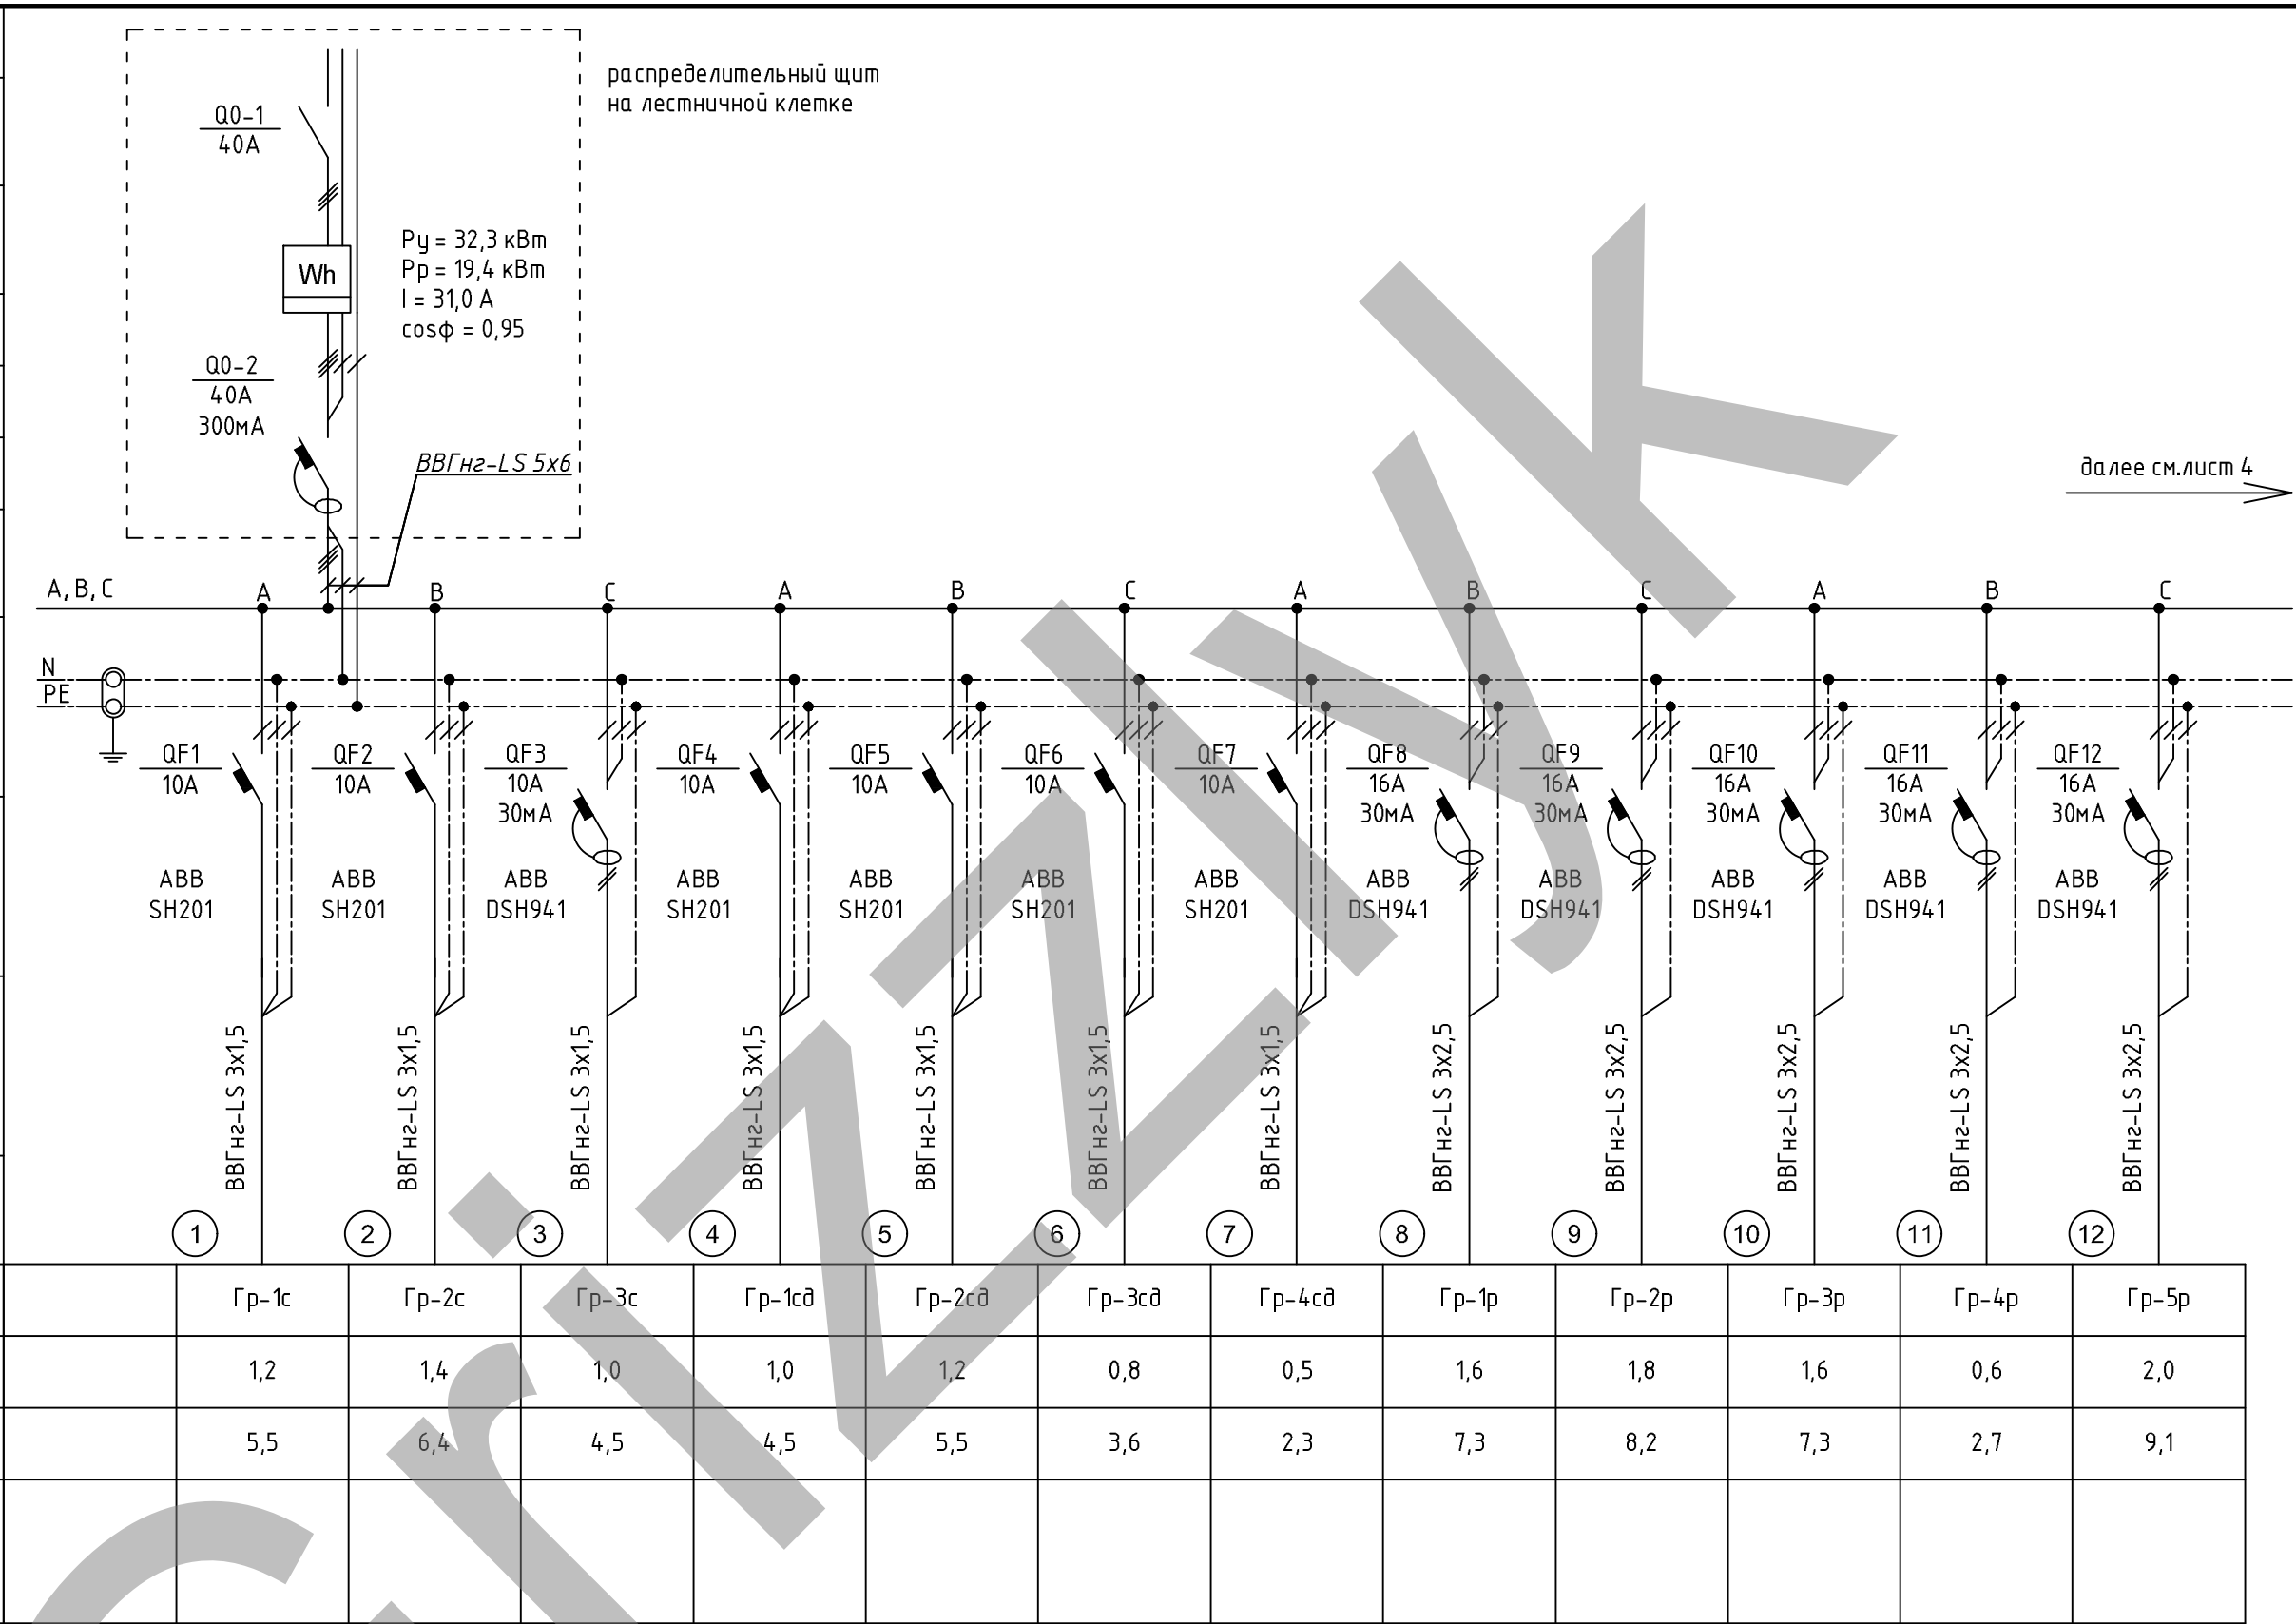 распределительный щит
на лестничной клетке
Q0-1
40А
Wh
Ру = 32,3 кВт
Рр = 19,4 кВт
I = 31,0 А
cosφ = 0,95
Q0-2
40А
300мА
ВВГнг-LS 5х6
далее см.лист 4
А, В, С
А В С А В С А В С А В С
N
PE
QF1 QF2 QF3 QF4 QF5 QF6 QF7 QF8 QF9 QF10 QF11 QF12
10А 10А 10А 10А 10А 10А 10А 16А 16А 16А 16А 16А
30мА 30мА 30мА 30мА 30мА 30мА
ABB ABB ABB ABB ABB ABB ABB ABB ABB ABB ABB ABB
SH201 SH201 DSH941 SH201 SH201 SH201 SH201 DSH941 DSH941 DSH941 DSH941 DSH941
ВВГнг-LS 3х1,5 ВВГнг-LS 3х1,5 ВВГнг-LS 3х1,5 ВВГнг-LS 3х1,5 ВВГнг-LS 3х1,5 ВВГнг-LS 3х1,5 ВВГнг-LS 3х1,5 ВВГнг-LS 3х2,5 ВВГнг-LS 3х2,5 ВВГнг-LS 3х2,5 ВВГнг-LS 3х2,5 ВВГнг-LS 3х2,5
1 2 3 4 5 6 7 8 9 10 11 12
Гр-1с Гр-2с Гр-3с Гр-1сд Гр-2сд Гр-3сд Гр-4сд Гр-1р Гр-2р Гр-3р Гр-4р Гр-5р
1,2 1,4 1,0 1,0 1,2 0,8 0,5 1,6 1,8 1,6 0,6 2,0
5,5 6,4 4,5 4,5 5,5 3,6 2,3 7,3 8,2 7,3 2,7 9,1
Grizzlyk